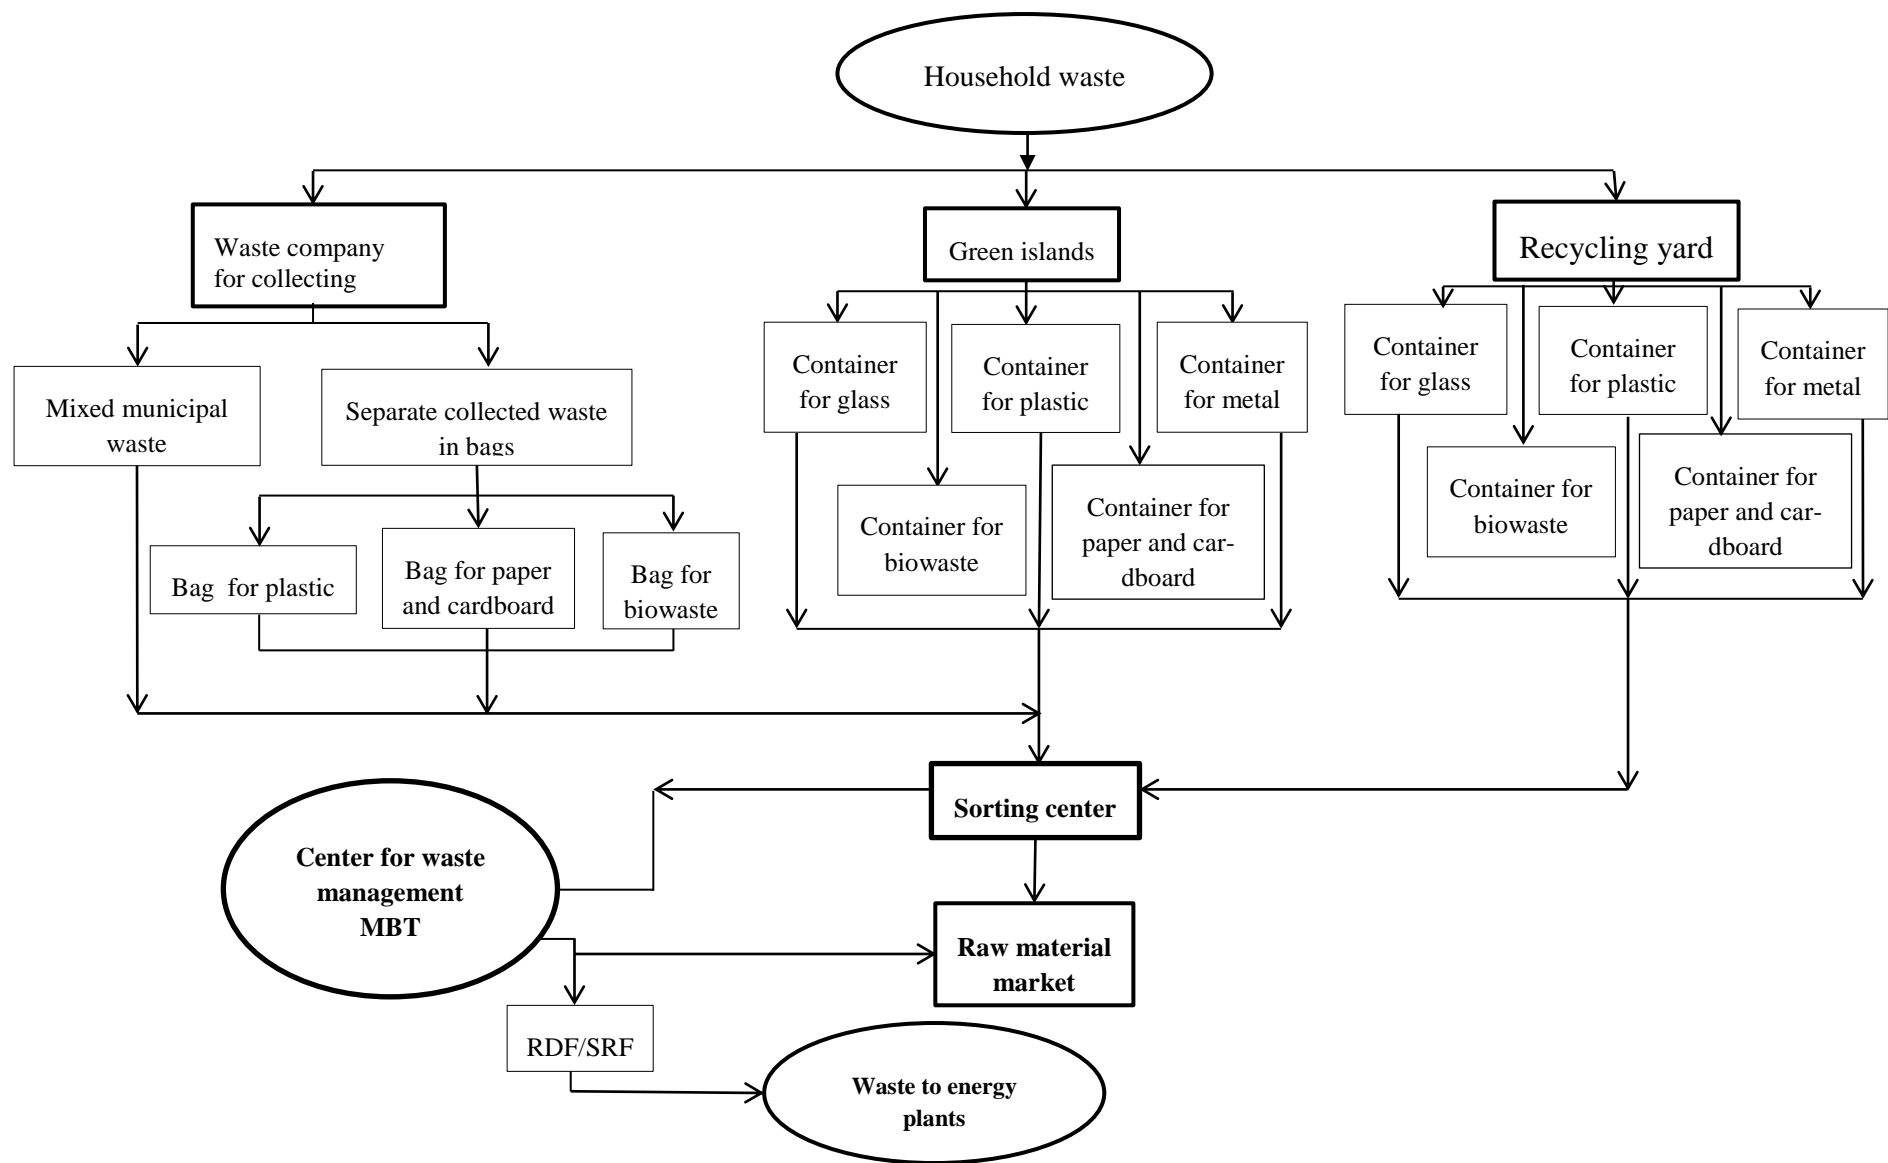 Household waste
Waste company
for collecting
Green islands
Recycling yard
Mixed municipal
waste
Separate collected waste
in bags
Bag  for plastic
Bag for paper
and cardboard
Bag for
biowaste
Container
for glass
Container
for plastic
Container
for metal
Container for
biowaste
Container for
paper and car-
dboard
Container
for glass
Container
for plastic
Container
for metal
Container for
biowaste
Container for
paper and car-
dboard
Sorting center
Center for waste
management
MBT
Raw material
market
RDF/SRF
Waste to energy
plants